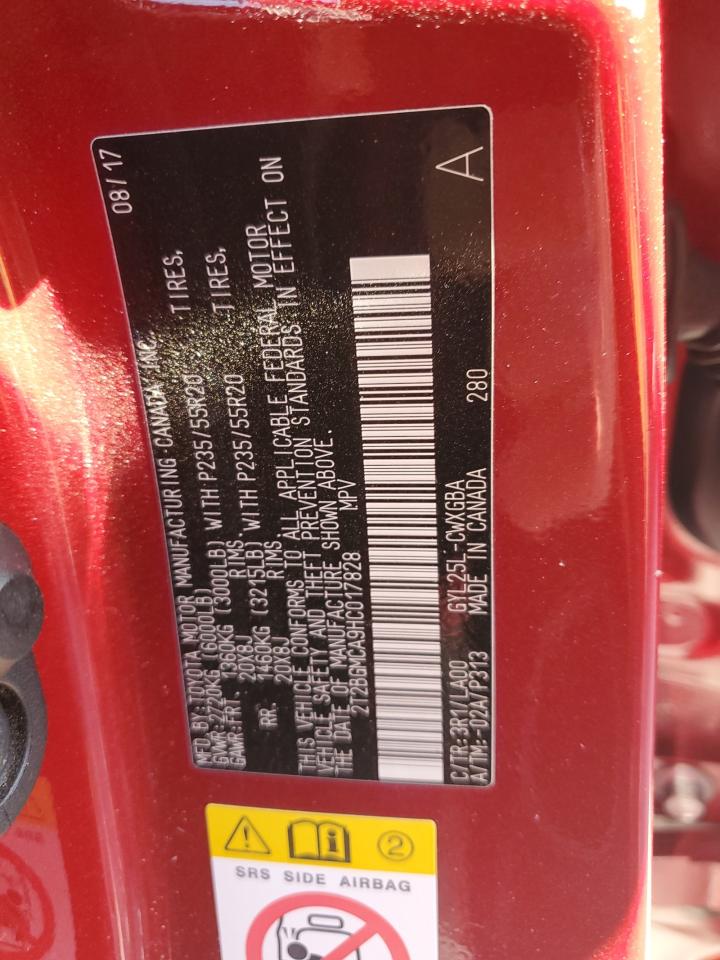 MFD. BY: TOYOTA MOTOR MANUFACTURING CANADA INC. 08/17
GVWR: 2720KG (6000LB)
GAWR: FRT. 1360KG (3000LB) WITH P235/55R20 TIRES,
20X8J RIMS,
RR. 1460KG (3215LB) WITH P235/55R20 TIRES,
20X8J RIMS.
THIS VEHICLE CONFORMS TO ALL APPLICABLE FEDERAL MOTOR
VEHICLE SAFETY AND THEFT PREVENTION STANDARDS IN EFFECT ON
THE DATE OF MANUFACTURE SHOWN ABOVE.
2T2BGMCA9HC017828 MPV
C/TR: 3RY/LA00 GYL25L-CWXGBA
A/TM: -02A/P313 MADE IN CANADA 280
A
2
SRS SIDE AIRBAG